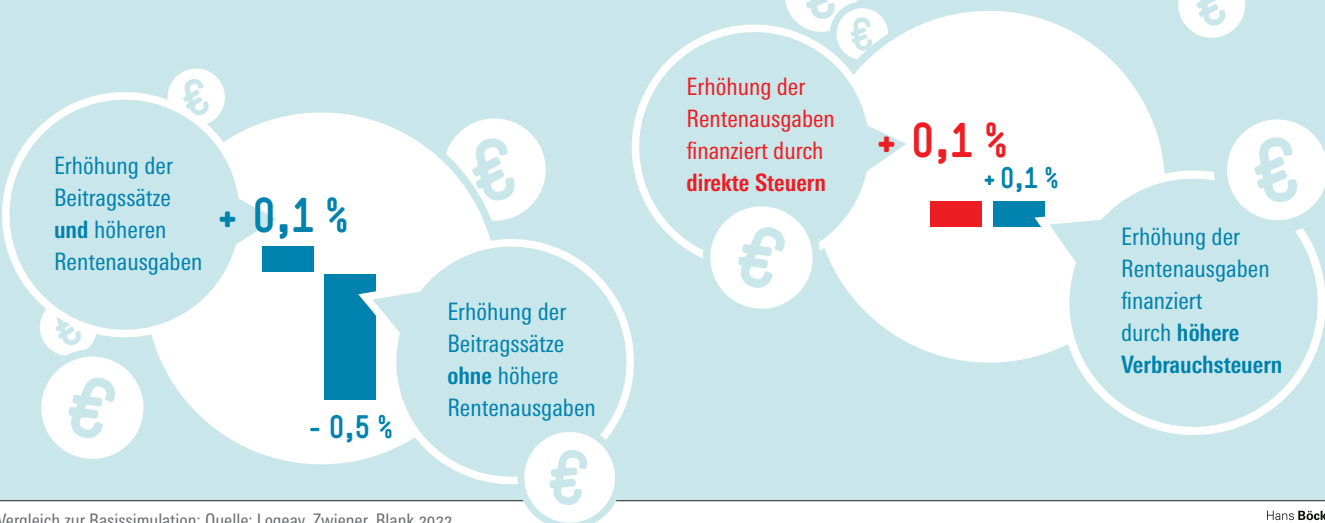 Erhöhung der
Beitragssätze
und höheren
Rentenausgaben
+ 0,1 %
Erhöhung der
Beitragssätze
ohne höhere
Rentenausgaben
- 0,5 %
Erhöhung der
Rentenausgaben
finanziert durch
direkte Steuern
+ 0,1 %
+ 0,1 %
Erhöhung der
Rentenausgaben
finanziert
durch höhere
Verbrauchsteuern
Vergleich zur Basissimulation; Quelle: Logeay, Zwiener, Blank 2022
Hans Böck